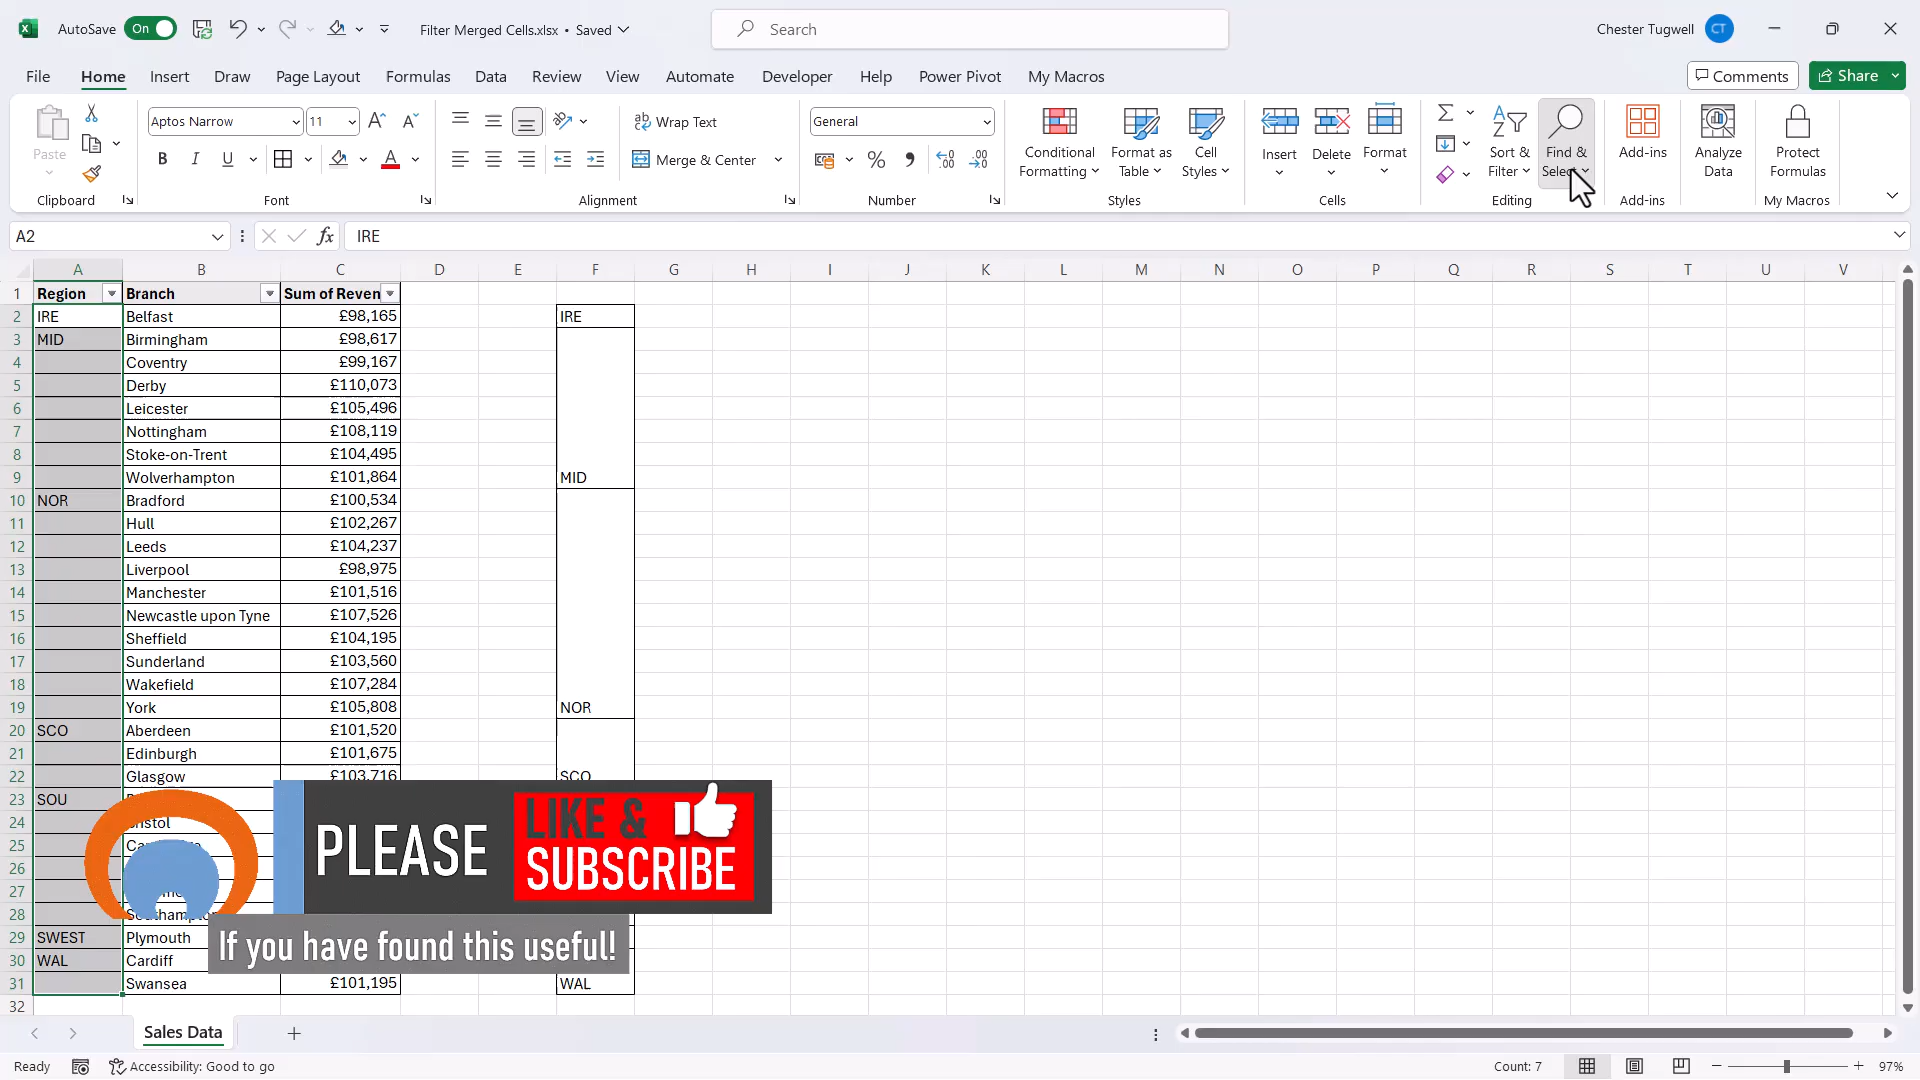 AutoSave On Filter Merged Cells.xlsx • Saved Search Chester Tugwell CT
File Home Insert Draw Page Layout Formulas Data Review View Automate Developer Help Power Pivot My Macros Comments Share
Paste Aptos Narrow 11 Wrap Text General Conditional Formatting Format as Table Cell Styles Insert Delete Format Sort & Filter Find & Select Add-ins Analyze Data Protect Formulas
B I U A Merge & Center
Clipboard Font Alignment Number Styles Cells Editing Add-ins My Macros
A2 fx IRE
A B C D E F G H I J K L M N O P Q R S T U V
1 Region Branch Sum of Reven
2 IRE Belfast £98,165 IRE
3 MID Birmingham £98,617
4 Coventry £99,167
5 Derby £110,073
6 Leicester £105,496
7 Nottingham £108,119
8 Stoke-on-Trent £104,495
9 Wolverhampton £101,864 MID
10 NOR Bradford £100,534
11 Hull £102,267
12 Leeds £104,237
13 Liverpool £98,975
14 Manchester £101,516
15 Newcastle upon Tyne £107,526
16 Sheffield £104,195
17 Sunderland £103,560
18 Wakefield £107,284
19 York £105,808 NOR
20 SCO Aberdeen £101,520
21 Edinburgh £101,675
22 Glasgow £103,716 SCO
23 SOU
24
25
26
27
28
29 SWEST Plymouth
30 WAL Cardiff
31 Swansea £101,195 WAL
32
PLEASE LIKE & SUBSCRIBE
If you have found this useful!
Sales Data
Ready Accessibility: Good to go Count: 7 97%